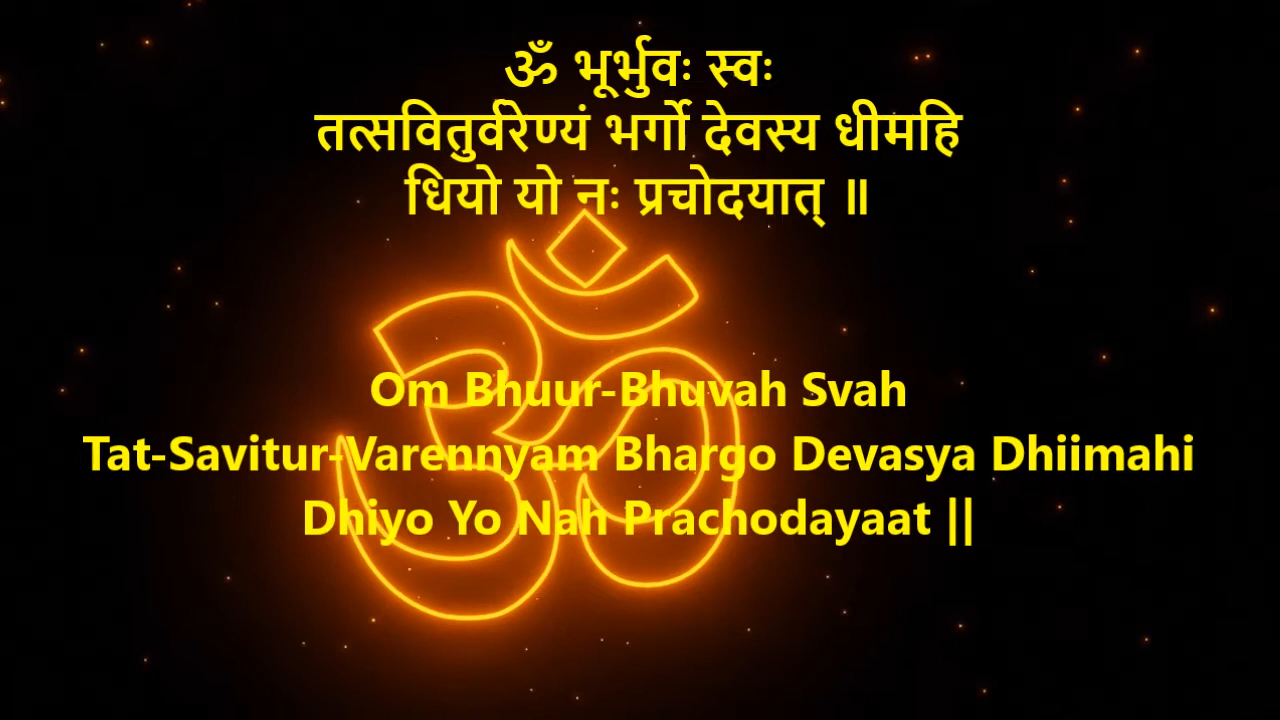 ॐ भूर्भुवः स्वः
तत्सवितुर्वरेण्यं भर्गो देवस्य धीमहि
धियो यो नः प्रचोदयात् ॥
Om Bhuur-Bhuvah Svah
Tat-Savitur-Varennyam Bhargo Devasya Dhiimahi
Dhiyo Yo Nah Prachodayaat ||